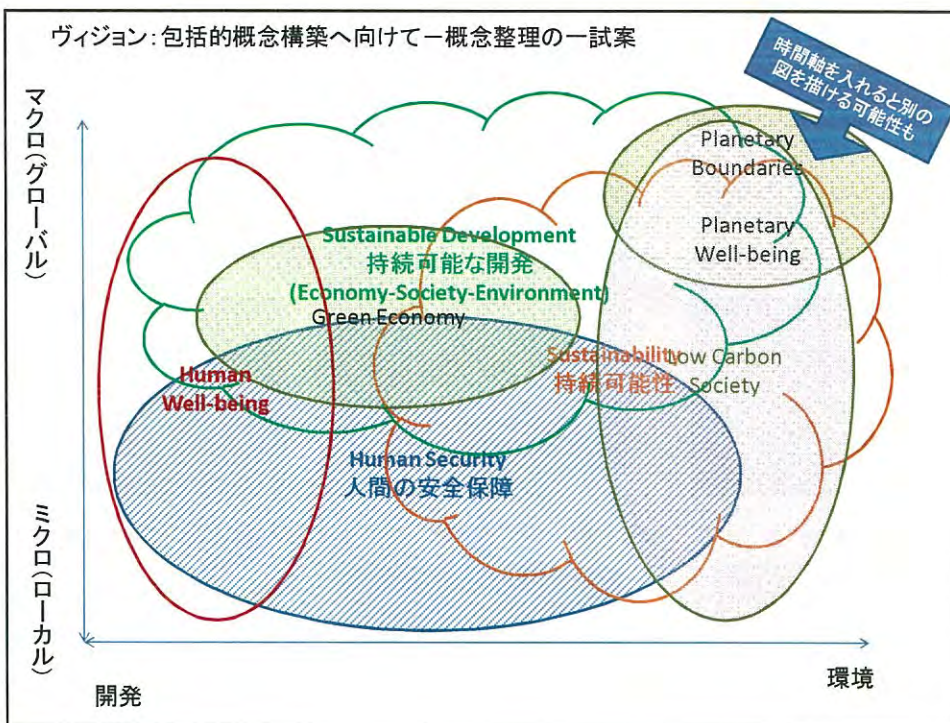 ヴィジョン：包括的概念構築へ向けて－概念整理の一試案
時間軸を入れると別の
図を描ける可能性も
マクロ（グローバル）
Planetary
Boundaries
Planetary
Well-being
Sustainable Development
持続可能な開発
(Economy-Society-Environment)
Green Economy
Sustainability
持続可能性
Low Carbon
Society
Human
Well-being
Human Security
人間の安全保障
ミクロ（ローカル）
開発
環境